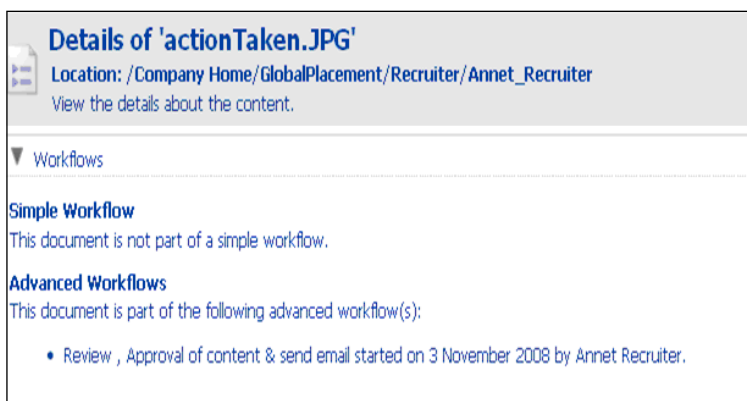 Details of 'actionTaken.JPG'
Location: /Company Home/GlobalPlacement/Recruiter/Annet_Recruiter
View the details about the content.
Workflows
Simple Workflow
This document is not part of a simple workflow.
Advanced Workflows
This document is part of the following advanced workflow(s):
• Review , Approval of content & send email started on 3 November 2008 by Annet Recruiter.